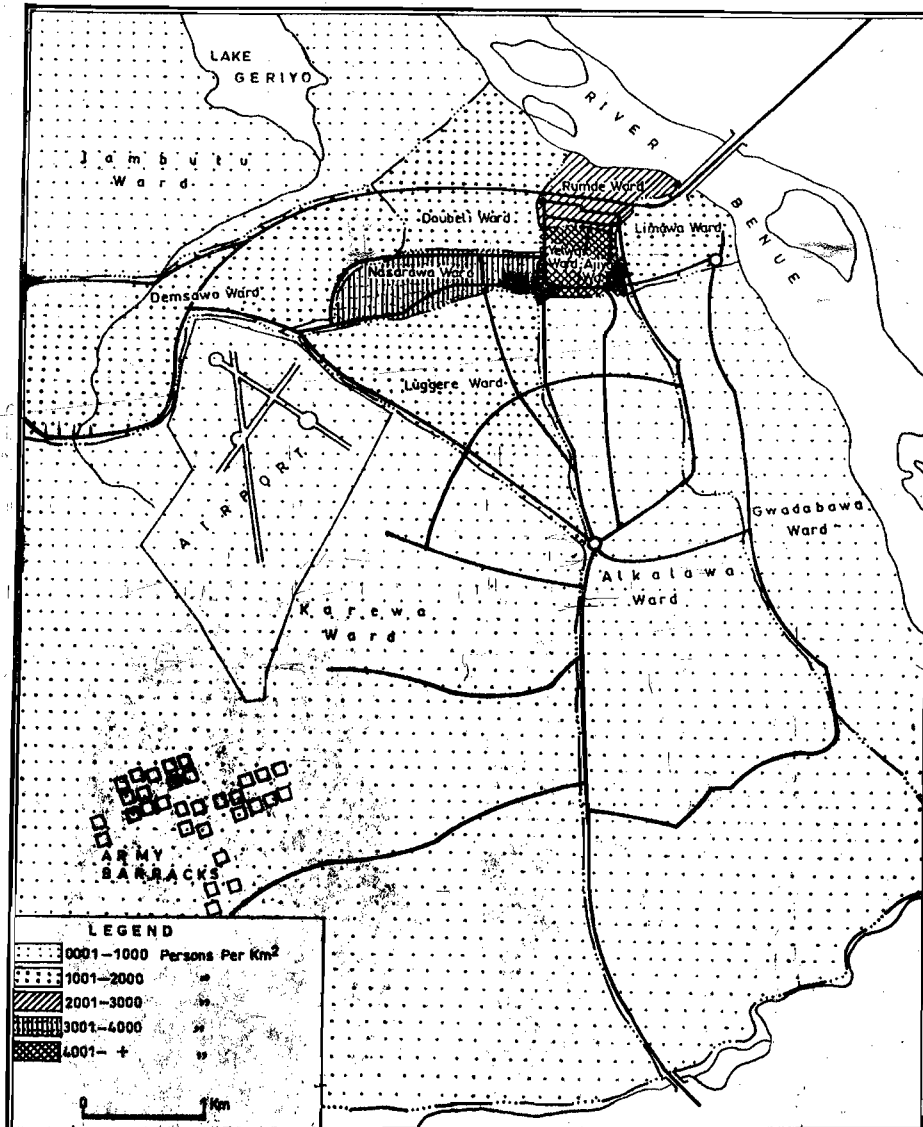 LAKE
GERIYO
RIVER
BENUE
Jambutu
Ward
Rumde Ward
Doubeli Ward
Limawa Ward
Ward Ajiya
Nasarawa Ward
Demsawa Ward
Luggere Ward
AIRPORT
Gwadabawa
Ward
Alkalawa
Ward
Karewa
Ward
ARMY
BARRACKS
LEGEND
0001-1000 Persons Per Km²
1001-2000 "
2001-3000 "
3001-4000 "
4001- + "
0 1Km